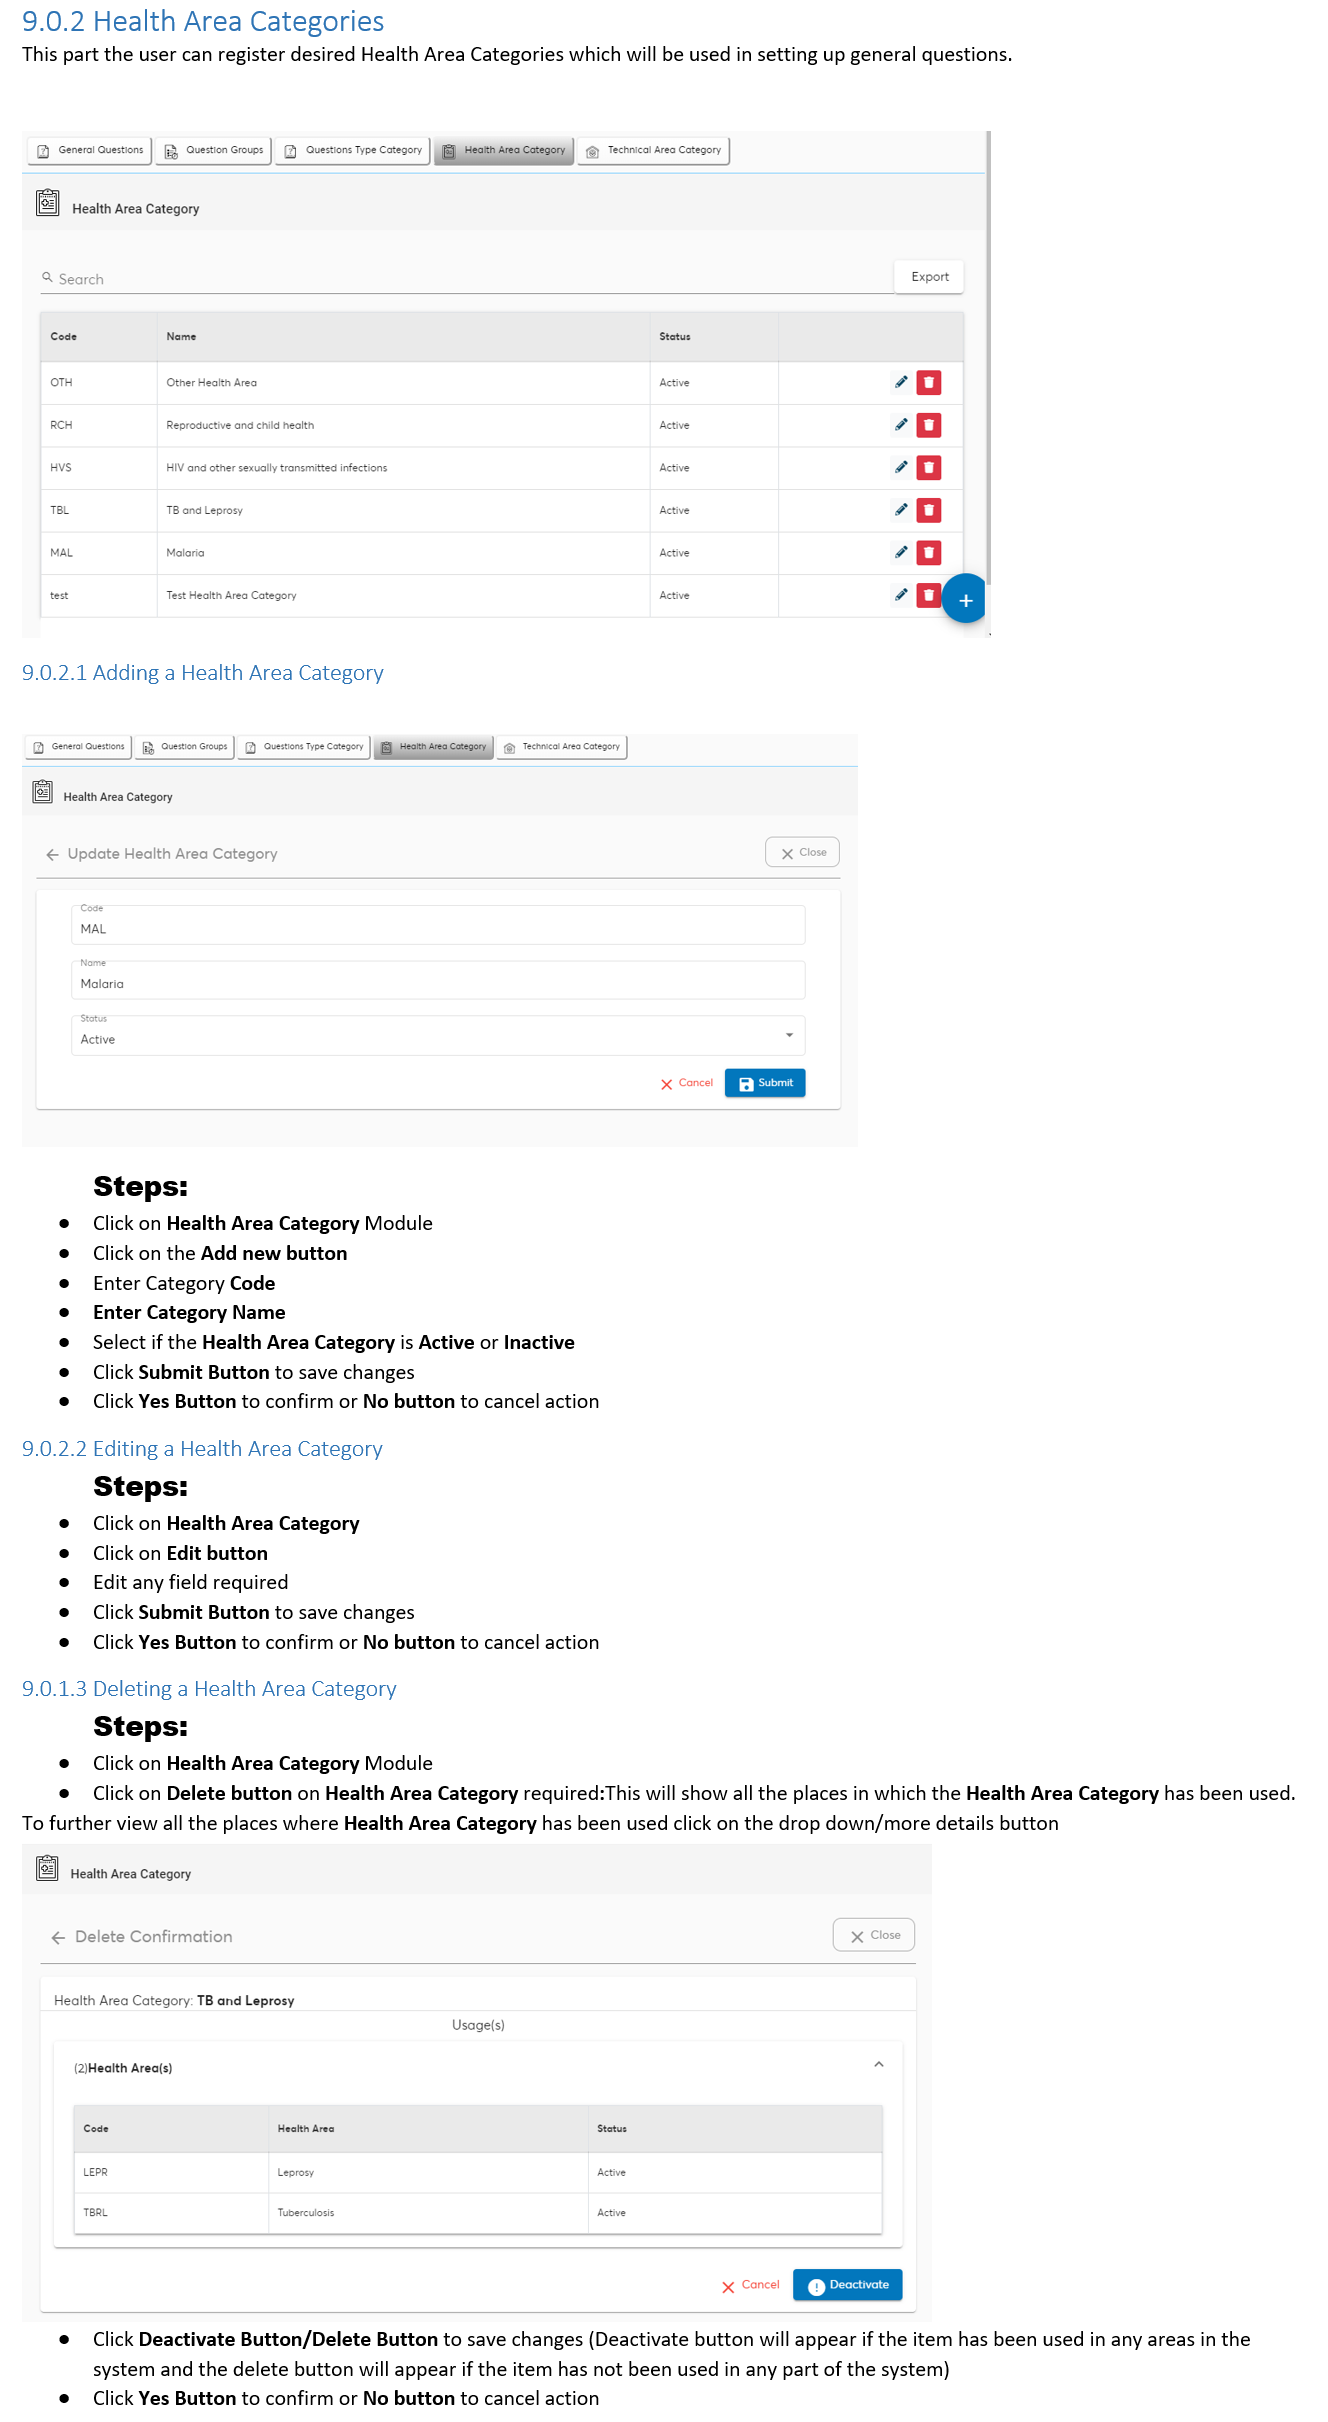 9.0.2 Health Area Categories
This part the user can register desired Health Area Categories which will be used in setting up general questions.
General Questions Question Groups Questions Type Category Health Area Category Technical Area Category
Health Area Category
Search Export
Code Name Status
OTH Other Health Area Active
RCH Reproductive and child health Active
HVS HIV and other sexually transmitted infections Active
TBL TB and Leprosy Active
MAL Malaria Active
test Test Health Area Category Active
+
9.0.2.1 Adding a Health Area Category
General Questions Question Groups Questions Type Category Health Area Category Technical Area Category
Health Area Category
Update Health Area Category Close
Code
MAL
Name
Malaria
Status
Active
Cancel Submit
Steps:
● Click on Health Area Category Module
● Click on the Add new button
● Enter Category Code
● Enter Category Name
● Select if the Health Area Category is Active or Inactive
● Click Submit Button to save changes
● Click Yes Button to confirm or No button to cancel action
9.0.2.2 Editing a Health Area Category
Steps:
● Click on Health Area Category
● Click on Edit button
● Edit any field required
● Click Submit Button to save changes
● Click Yes Button to confirm or No button to cancel action
9.0.1.3 Deleting a Health Area Category
Steps:
● Click on Health Area Category Module
● Click on Delete button on Health Area Category required:This will show all the places in which the Health Area Category has been used.
To further view all the places where Health Area Category has been used click on the drop down/more details button
Health Area Category
Delete Confirmation Close
Health Area Category: TB and Leprosy
Usage(s)
(2)Health Area(s)
Code Health Area Status
LEPR Leprosy Active
TBRL Tuberculosis Active
Cancel Deactivate
● Click Deactivate Button/Delete Button to save changes (Deactivate button will appear if the item has been used in any areas in the
system and the delete button will appear if the item has not been used in any part of the system)
● Click Yes Button to confirm or No button to cancel action